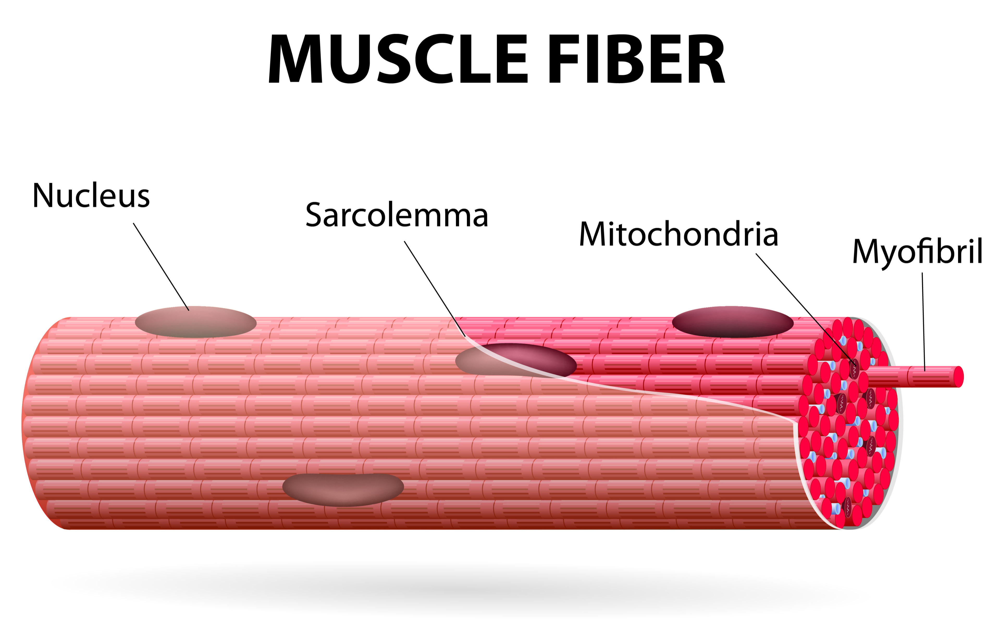 MUSCLE FIBER
Nucleus
Sarcolemma
Mitochondria
Myofibril